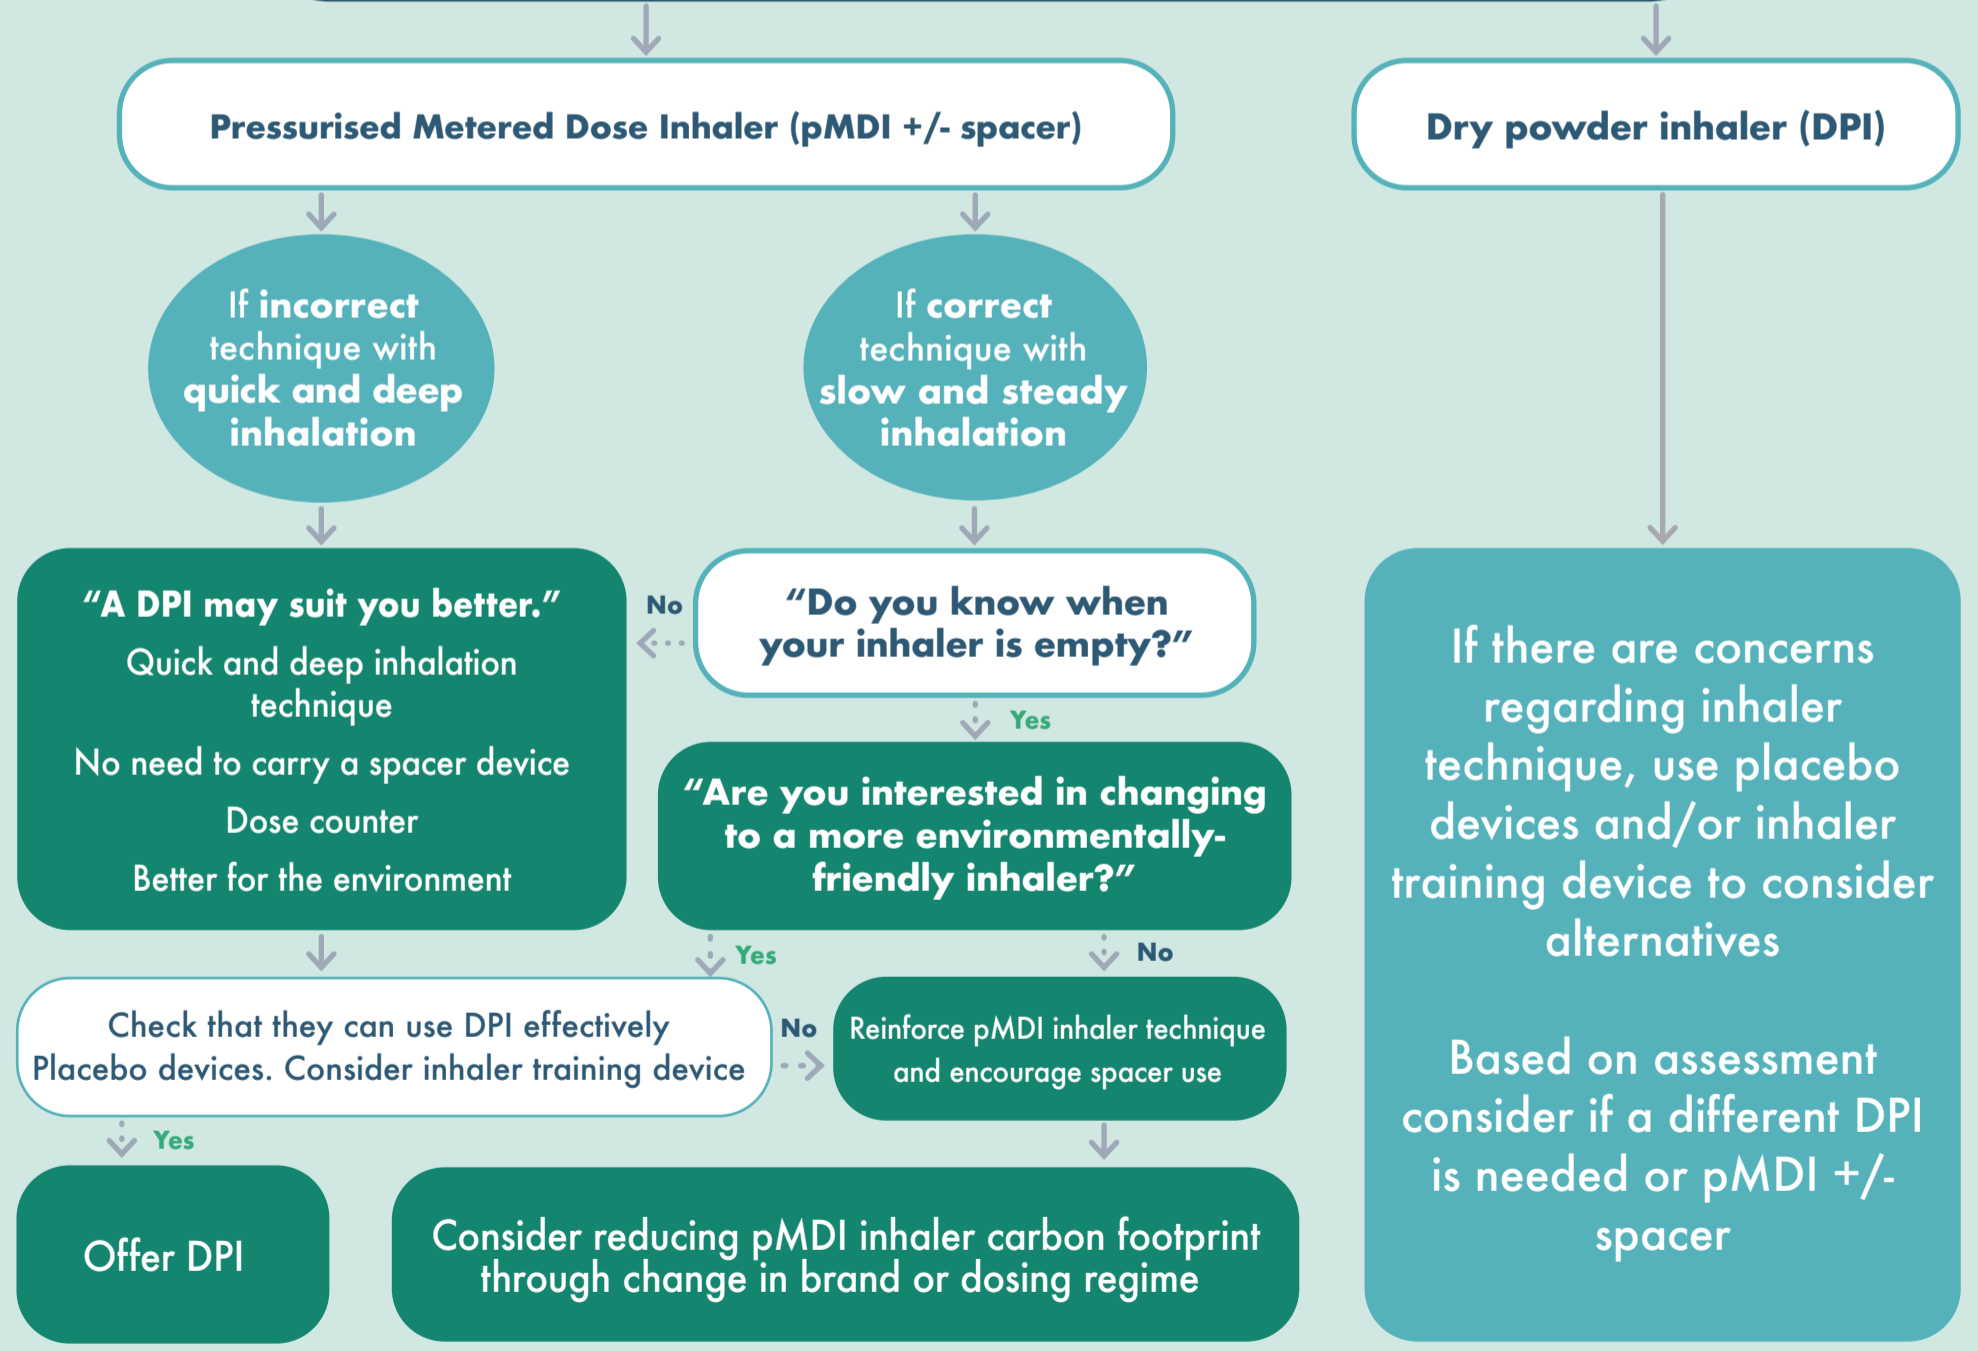 Pressurised Metered Dose Inhaler (pMDI +/- spacer)
Dry powder inhaler (DPI)
If incorrect
technique with
quick and deep
inhalation
If correct
technique with
slow and steady
inhalation
“A DPI may suit you better.”
Quick and deep inhalation
technique
No need to carry a spacer device
Dose counter
Better for the environment
No
“Do you know when
your inhaler is empty?”
Yes
“Are you interested in changing
to a more environmentally-
friendly inhaler?”
Yes
No
Check that they can use DPI effectively
Placebo devices. Consider inhaler training device
No
Reinforce pMDI inhaler technique
and encourage spacer use
Yes
Offer DPI
Consider reducing pMDI inhaler carbon footprint
through change in brand or dosing regime
If there are concerns
regarding inhaler
technique, use placebo
devices and/or inhaler
training device to consider
alternatives
Based on assessment
consider if a different DPI
is needed or pMDI +/-
spacer